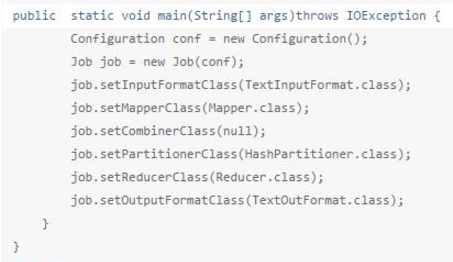 public  static void main(String[] args)throws IOException {
Configuration conf = new Configuration();
Job job = new Job(conf);
job.setInputFormatClass(TextInputFormat.class);
job.setMapperClass(Mapper.class);
job.setCombinerClass(null);
job.setPartitionerClass(HashPartitioner.class);
job.setReducerClass(Reducer.class);
job.setOutputFormatClass(TextOutFormat.class);
}
}